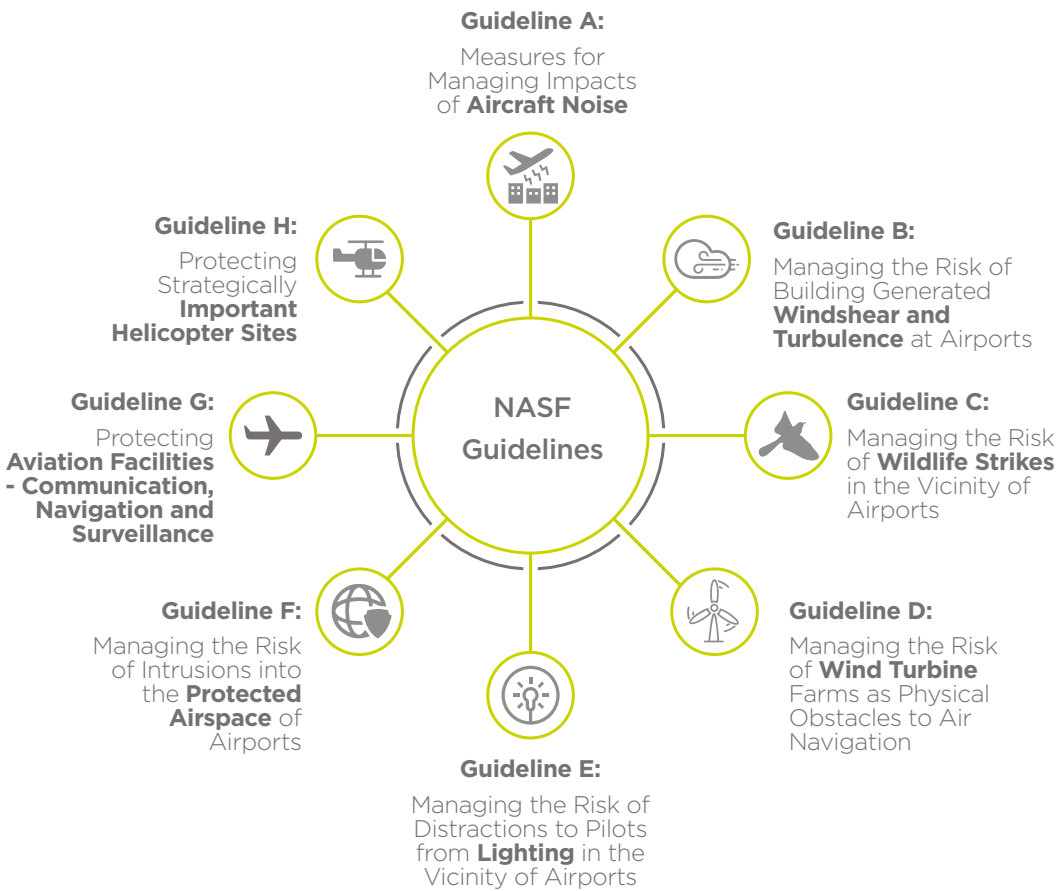 Guideline A:
Measures for
Managing Impacts
of Aircraft Noise
Guideline B:
Managing the Risk of
Building Generated
Windshear and
Turbulence at Airports
Guideline C:
Managing the Risk
of Wildlife Strikes
in the Vicinity of
Airports
Guideline D:
Managing the Risk
of Wind Turbine
Farms as Physical
Obstacles to Air
Navigation
Guideline E:
Managing the Risk of
Distractions to Pilots
from Lighting in the
Vicinity of Airports
Guideline F:
Managing the Risk
of Intrusions into
the Protected
Airspace of
Airports
Guideline G:
Protecting
Aviation Facilities
- Communication,
Navigation and
Surveillance
Guideline H:
Protecting
Strategically
Important
Helicopter Sites
NASF
Guidelines